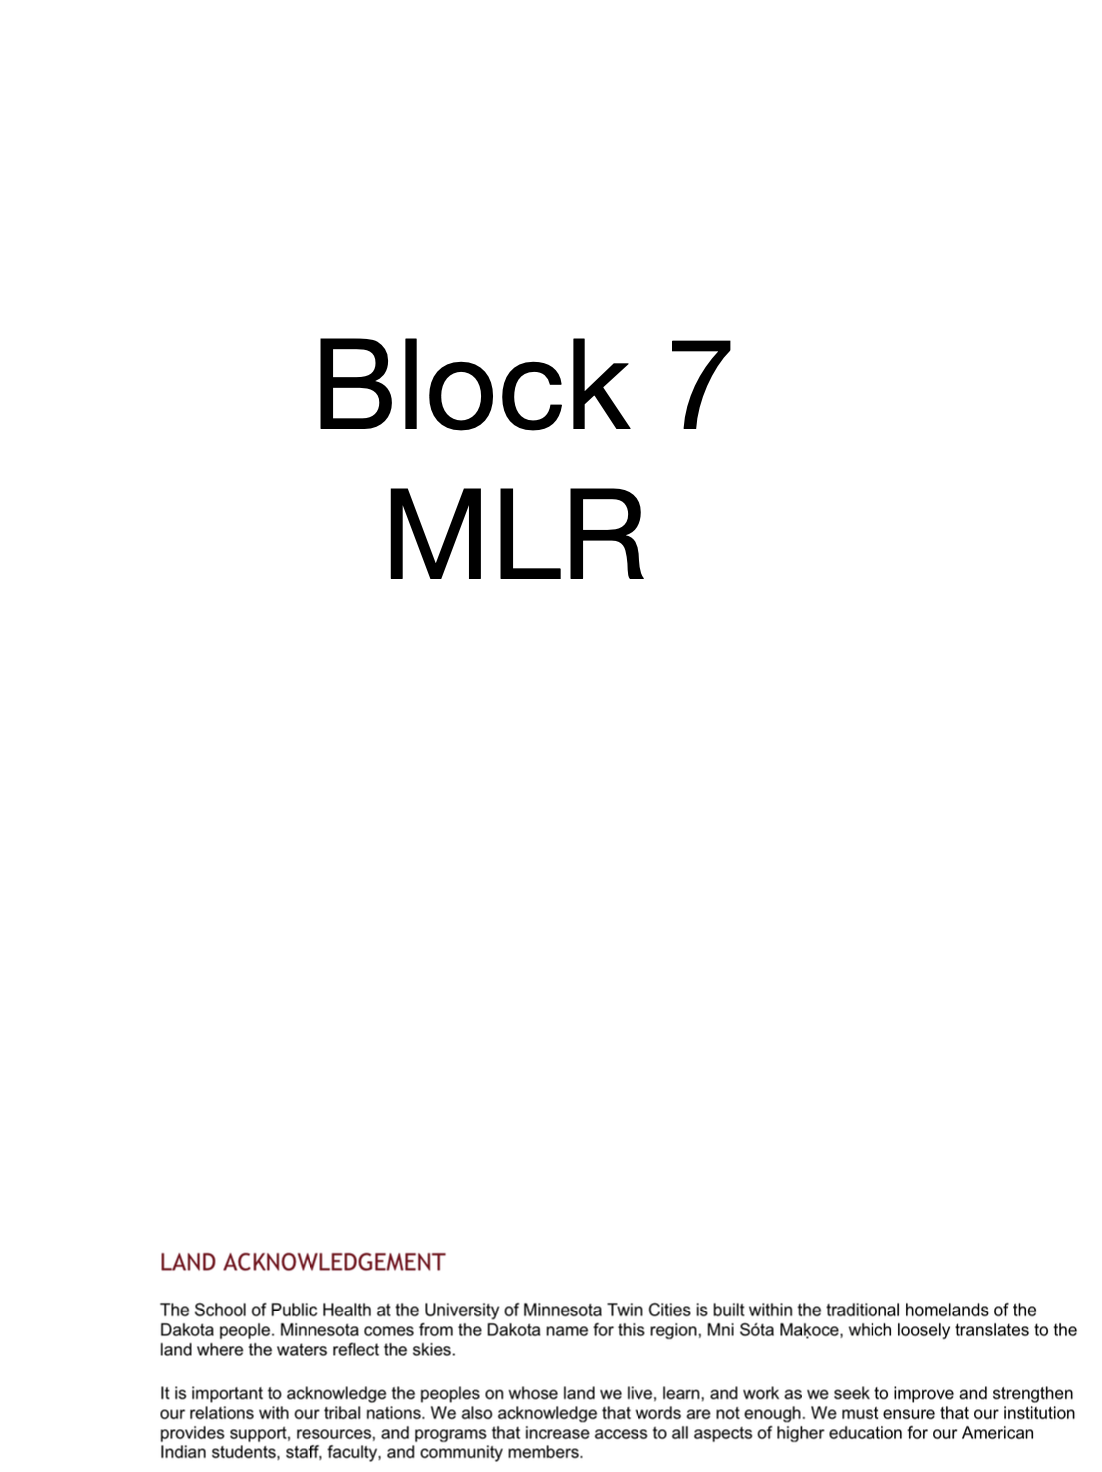 Block 7
MLR
LAND ACKNOWLEDGEMENT
The School of Public Health at the University of Minnesota Twin Cities is built within the traditional homelands of the
Dakota people. Minnesota comes from the Dakota name for this region, Mni Sóta Maḳoce, which loosely translates to the
land where the waters reflect the skies.
It is important to acknowledge the peoples on whose land we live, learn, and work as we seek to improve and strengthen
our relations with our tribal nations. We also acknowledge that words are not enough. We must ensure that our institution
provides support, resources, and programs that increase access to all aspects of higher education for our American
Indian students, staff, faculty, and community members.